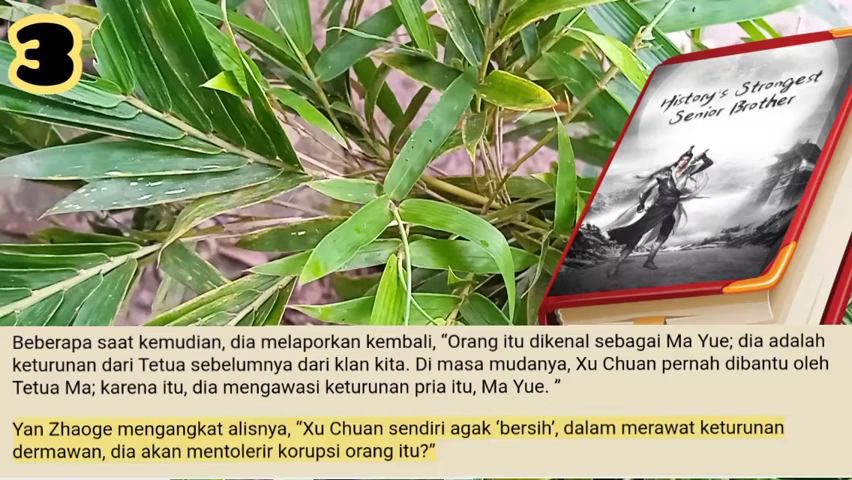 3
History's Strongest
Senior Brother
Beberapa saat kemudian, dia melaporkan kembali, “Orang itu dikenal sebagai Ma Yue; dia adalah
keturunan dari Tetua sebelumnya dari klan kita. Di masa mudanya, Xu Chuan pernah dibantu oleh
Tetua Ma; karena itu, dia mengawasi keturunan pria itu, Ma Yue. ”
Yan Zhaoge mengangkat alisnya, “Xu Chuan sendiri agak ‘bersih’, dalam merawat keturunan
dermawan, dia akan mentolerir korupsi orang itu?”